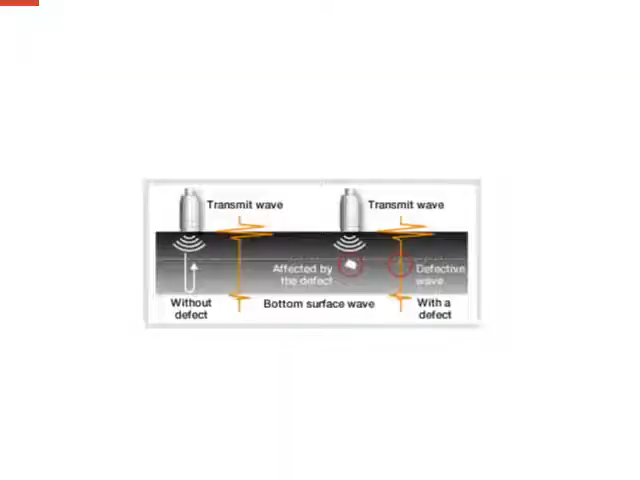 Transmit wave
Transmit wave
Affected by
the defect
Defective
wave
Without
defect
Bottom surface wave
With a
defect